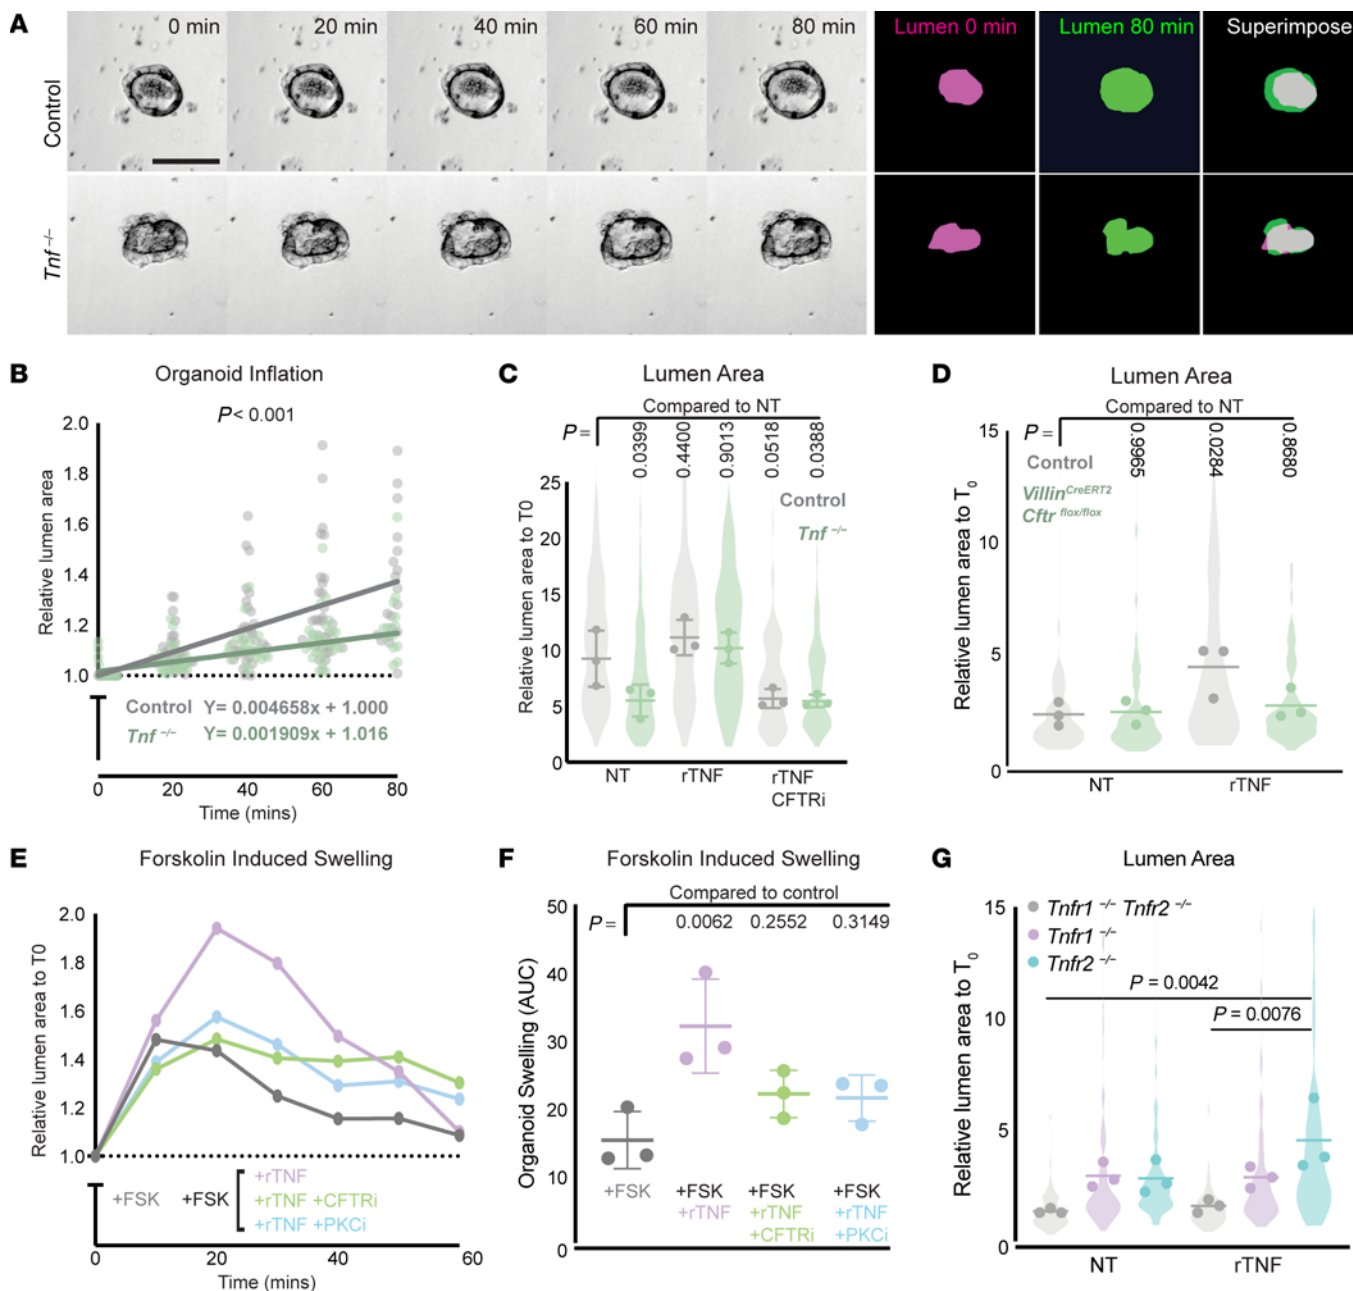 A
0 min
20 min
40 min
60 min
80 min
Lumen 0 min
Lumen 80 min
Superimpose
Control
Tnf -/-
B
Organoid Inflation
P < 0.001
Relative lumen area
2.0
1.8
1.6
1.4
1.2
1.0
Control Y= 0.004658x + 1.000
Tnf -/- Y= 0.001909x + 1.016
0
20
40
60
80
Time (mins)
C
Lumen Area
Compared to NT
P =
0.0399
0.4400
0.9013
0.0518
0.0388
Control
Tnf -/-
Relative lumen area to T0
25
20
15
10
5
0
NT
rTNF
rTNF
CFTRi
D
Lumen Area
Compared to NT
P =
0.9965
0.0284
0.8680
Control
Villin CreERT2
Cftr flox/flox
Relative lumen area to T0
15
10
5
0
NT
rTNF
E
Forskolin Induced Swelling
Relative lumen area to T0
2.0
1.8
1.6
1.4
1.2
1.0
+FSK
+FSK
+rTNF
+rTNF +CFTRi
+rTNF +PKCi
0
20
40
60
Time (mins)
F
Forskolin Induced Swelling
Compared to control
P =
0.0062
0.2552
0.3149
Organoid Swelling (AUC)
50
40
30
20
10
0
+FSK
+FSK
+rTNF
+FSK
+rTNF
+CFTRi
+FSK
+rTNF
+PKCi
G
Lumen Area
Tnfr1 -/- Tnfr2 -/-
Tnfr1 -/-
Tnfr2 -/-
P = 0.0042
P = 0.0076
Relative lumen area to T0
15
10
5
0
NT
rTNF